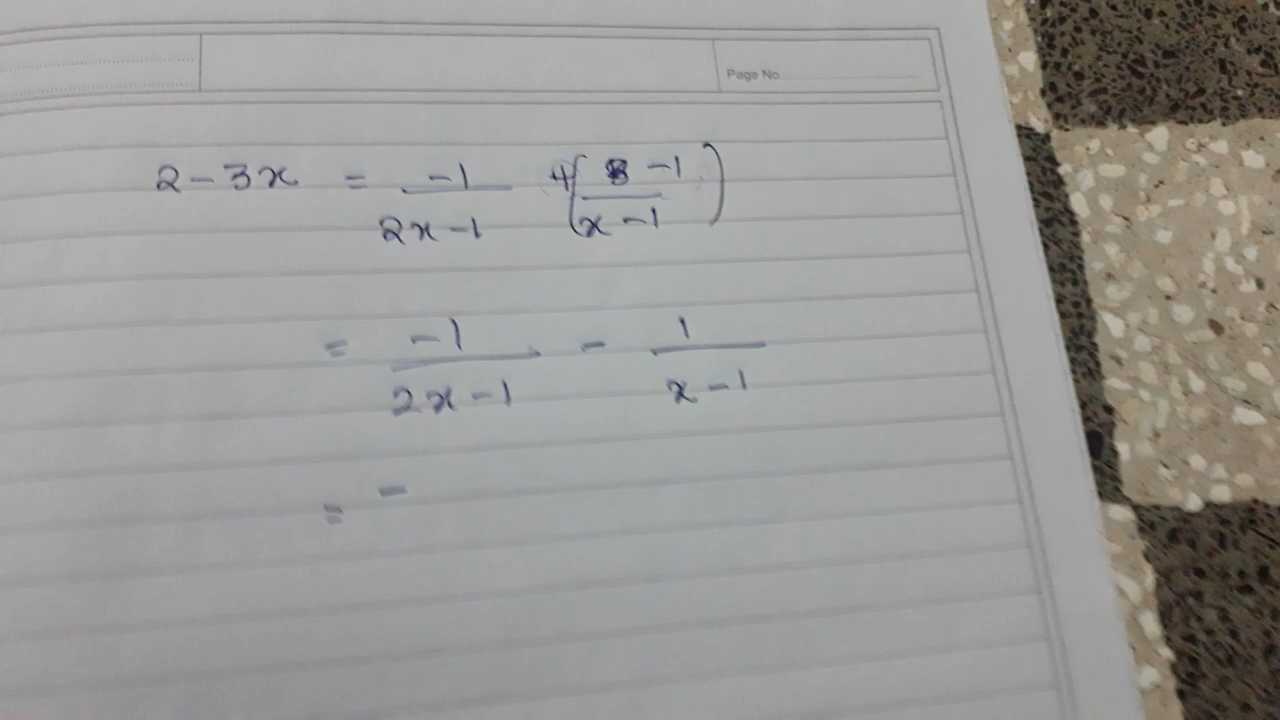 Page No
2 - 3x = -1/(2x - 1) + (-1/(x - 1))
= -1/(2x - 1) - 1/(x - 1)
= -